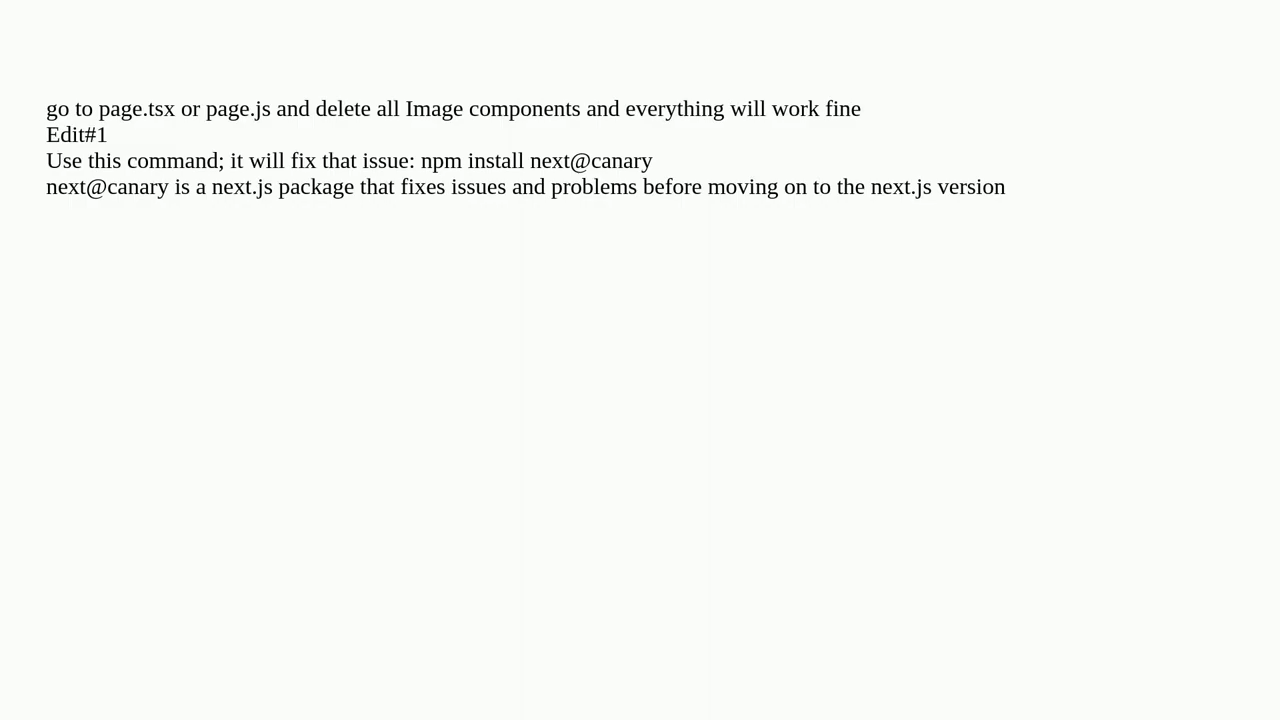 go to page.tsx or page.js and delete all Image components and everything will work fine
Edit#1
Use this command; it will fix that issue: npm install next@canary
next@canary is a next.js package that fixes issues and problems before moving on to the next.js version